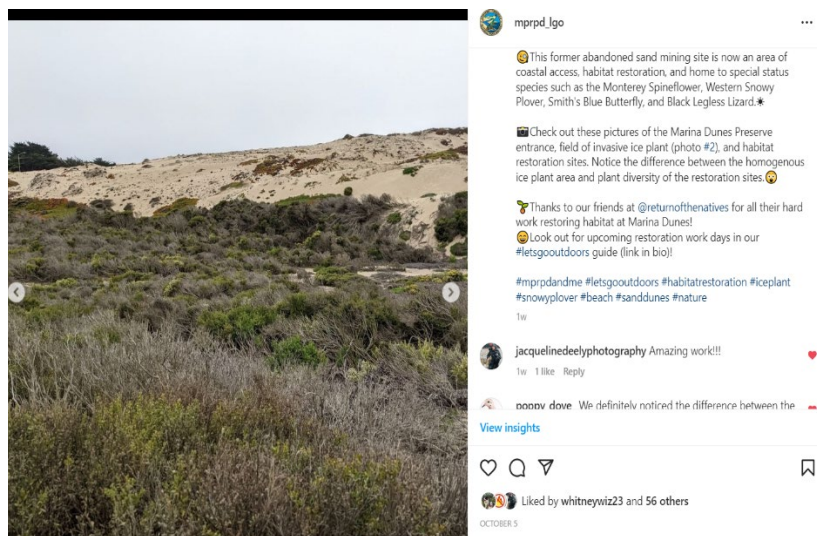 mprpd_lgo
This former abandoned sand mining site is now an area of
coastal access, habitat restoration, and home to special status
species such as the Monterey Spineflower, Western Snowy
Plover, Smith's Blue Butterfly, and Black Legless Lizard.
Check out these pictures of the Marina Dunes Preserve
entrance, field of invasive ice plant (photo #2), and habitat
restoration sites. Notice the difference between the homogenous
ice plant area and plant diversity of the restoration sites.
Thanks to our friends at @returnofthenatives for all their hard
work restoring habitat at Marina Dunes!
Look out for upcoming restoration work days in our
#letsgooutdoors guide (link in bio)!
#mprpdandme #letsgooutdoors #habitatrestoration #iceplant
#snowyplover #beach #sanddunes #nature
1w
jacquelinedeelyphotography Amazing work!!!
1w 1 like Reply
poppy_dove We definitely noticed the difference between the
View insights
Liked by whitneywiz23 and 56 others
OCTOBER 5